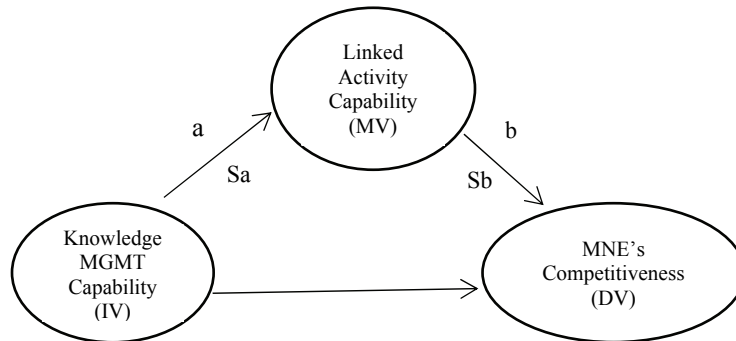 Linked
Activity
Capability
(MV)
a
b
Sa
Sb
Knowledge
MGMT
Capability
(IV)
MNE's
Competitiveness
(DV)